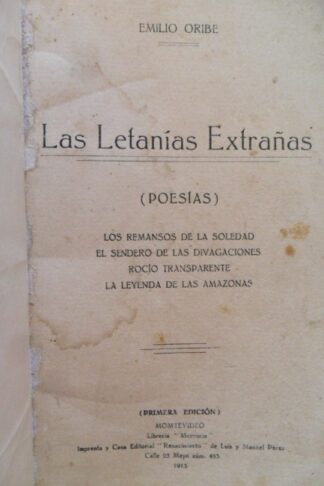 EMILIO ORIBE
Las Letanías Extrañas
(POESÍAS)
LOS REMANSOS DE LA SOLEDAD
EL SENDERO DE LAS DIVAGACIONES
ROCÍO TRANSPARENTE
LA LEYENDA DE LAS AMAZONAS
(PRIMERA EDICIÓN)
MONTEVIDEO
Librería "Mercurio"
Imprenta y Casa Editorial "Renacimiento" de Luis y Manuel Pérez
Calle 25 Mayo núm. 483
1913